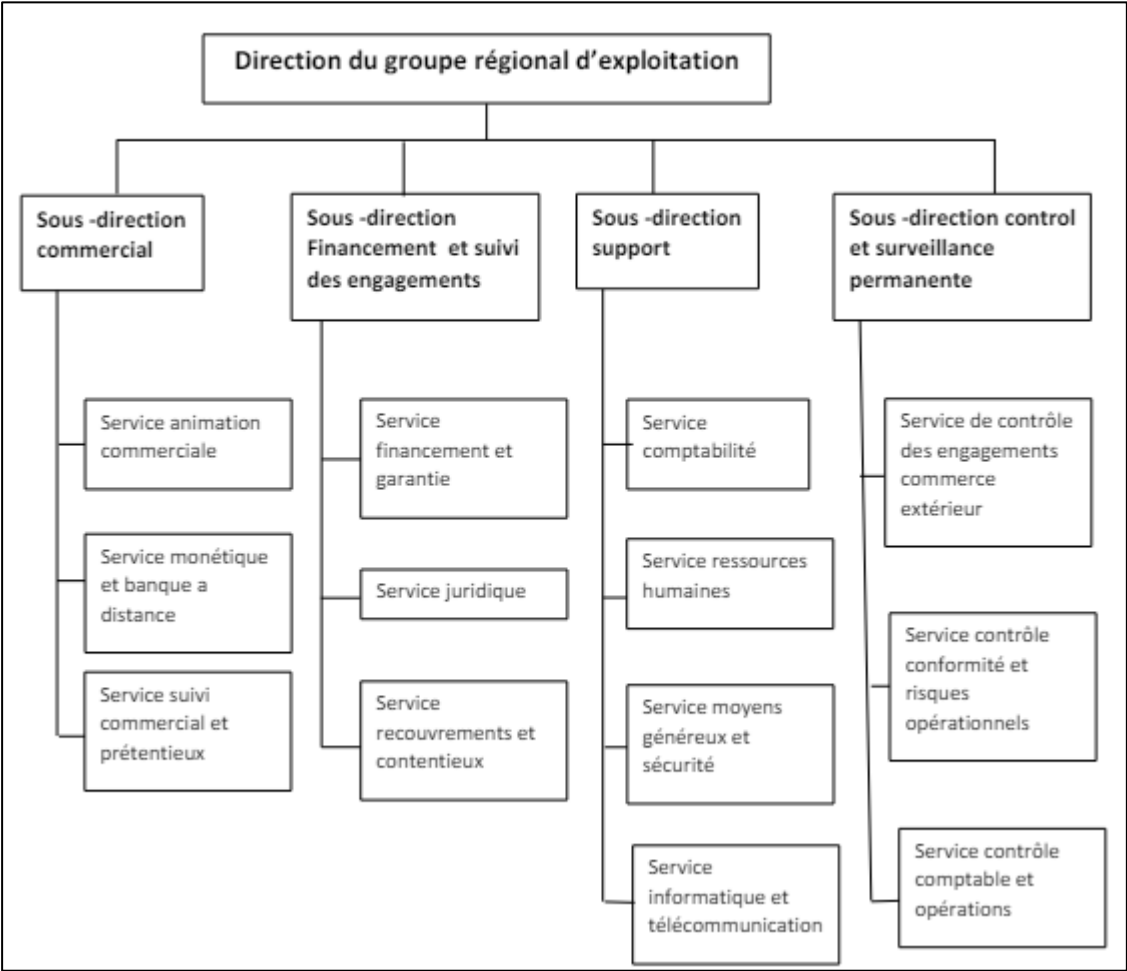 Direction du groupe régional d'exploitation
Sous -direction
commercial
Service animation
commerciale
Service monétique
et banque a
distance
Service suivi
commercial et
prétentieux
Sous -direction
Financement et suivi
des engagements
Service
financement et
garantie
Service juridique
Service
recouvrements et
contentieux
Sous -direction
support
Service
comptabilité
Service ressources
humaines
Service moyens
généreux et
sécurité
Service
informatique et
télécommunication
Sous -direction control
et surveillance
permanente
Service de contrôle
des engagements
commerce
extérieur
Service contrôle
conformité et
risques
opérationnels
Service contrôle
comptable et
opérations